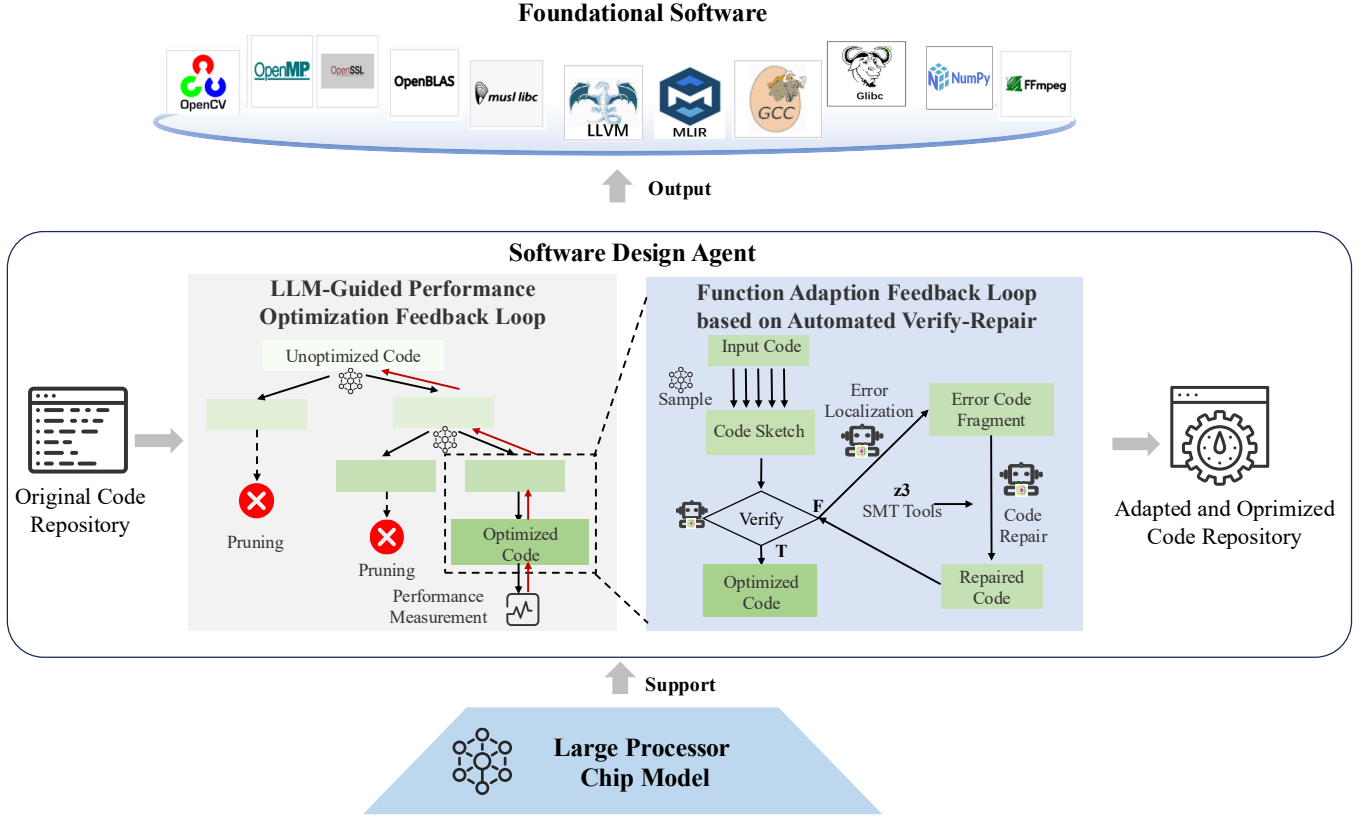 Foundational Software
OpenCV
OpenMP
OpenSSL
OpenBLAS
musl libc
LLVM
MLIR
GCC
Glibc
NumPy
FFmpeg
Output
Software Design Agent
LLM-Guided Performance
Optimization Feedback Loop
Unoptimized Code
Pruning
Pruning
Optimized
Code
Performance
Measurement
Function Adaption Feedback Loop
based on Automated Verify-Repair
Input Code
Sample
Code Sketch
Error
Localization
Error Code
Fragment
Verify
F
T
z3
SMT Tools
Code
Repair
Optimized
Code
Repaired
Code
Original Code
Repository
Adapted and Oprimized
Code Repository
Support
Large Processor
Chip Model